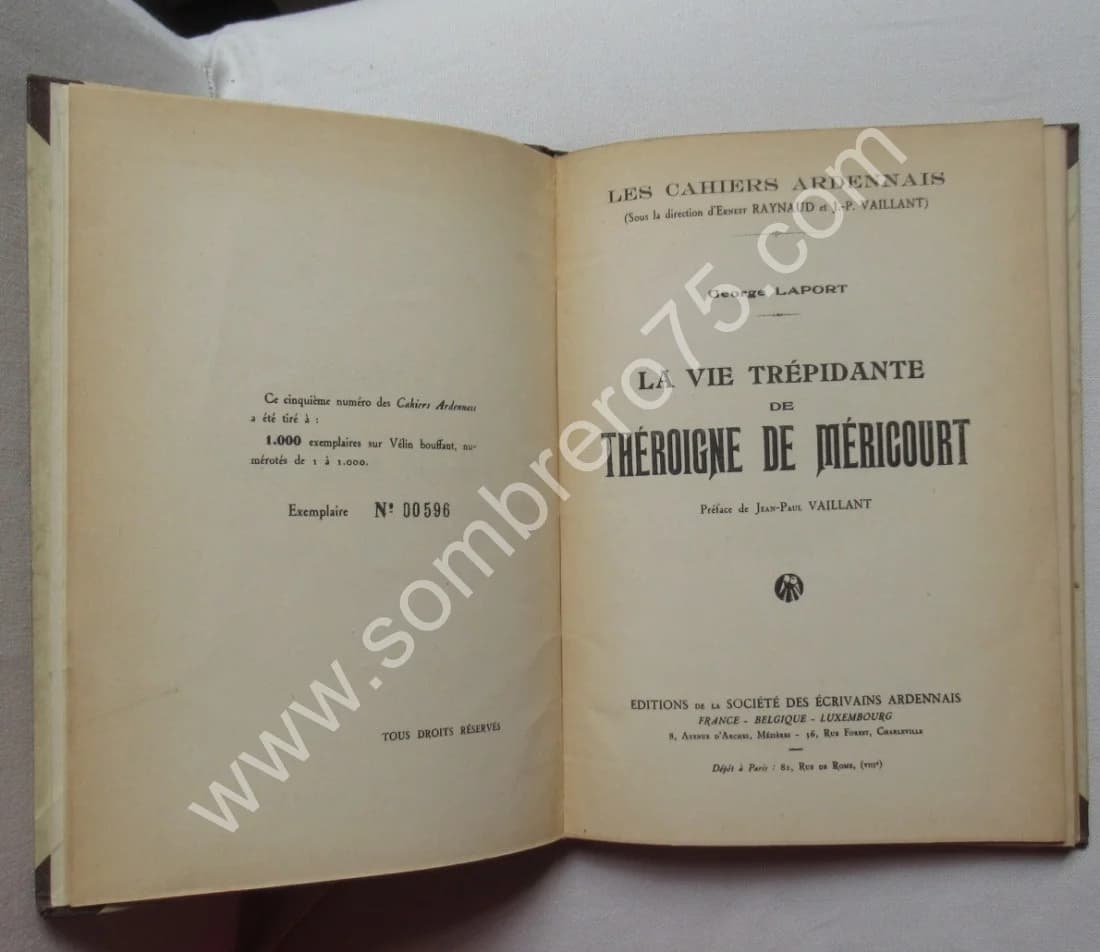 Ce cinquième numéro des Cahiers Ardennais
a été tiré à :
1.000 exemplaires sur Vélin bouffant, nu-
mérotés de 1 à 1.000.
Exemplaire N° 00596
TOUS DROITS RÉSERVÉS
LES CAHIERS ARDENNAIS
(Sous la direction d'Ernest RAYNAUD et J.-P. VAILLANT)
George LAPORT
LA VIE TRÉPIDANTE
DE
THÉROIGNE DE MÉRICOURT
Préface de Jean-Paul VAILLANT
EDITIONS DE LA SOCIÉTÉ DES ÉCRIVAINS ARDENNAIS
FRANCE - BELGIQUE - LUXEMBOURG
8, Avenue d'Arches, Mézières - 36, Rue Forest, Charleville
Dépôt à Paris : 82, Rue de Rome, (VIIIe)
www.sombrero75.com